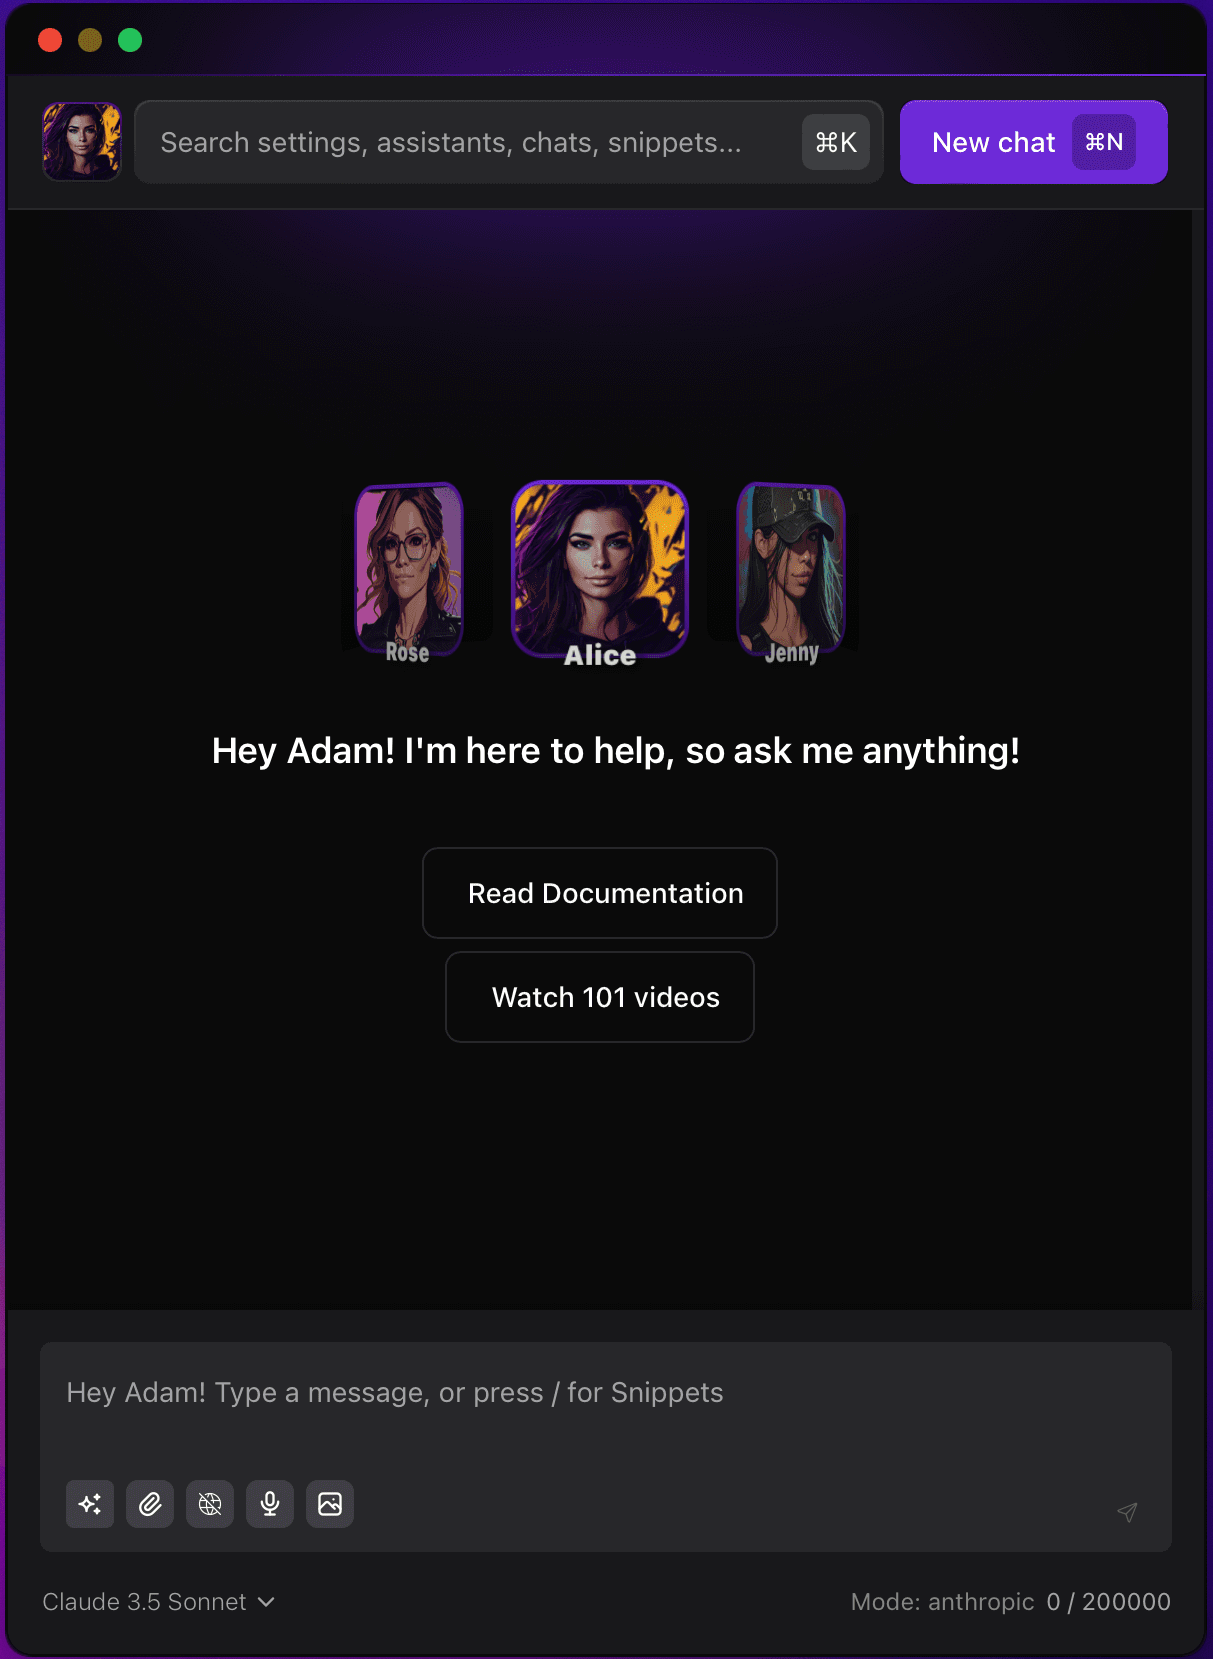 Search settings, assistants, chats, snippets... ⌘K New chat ⌘N
Rose Alice Jenny
Hey Adam! I'm here to help, so ask me anything!
Read Documentation
Watch 101 videos
Hey Adam! Type a message, or press / for Snippets
Claude 3.5 Sonnet Mode: anthropic 0 / 200000